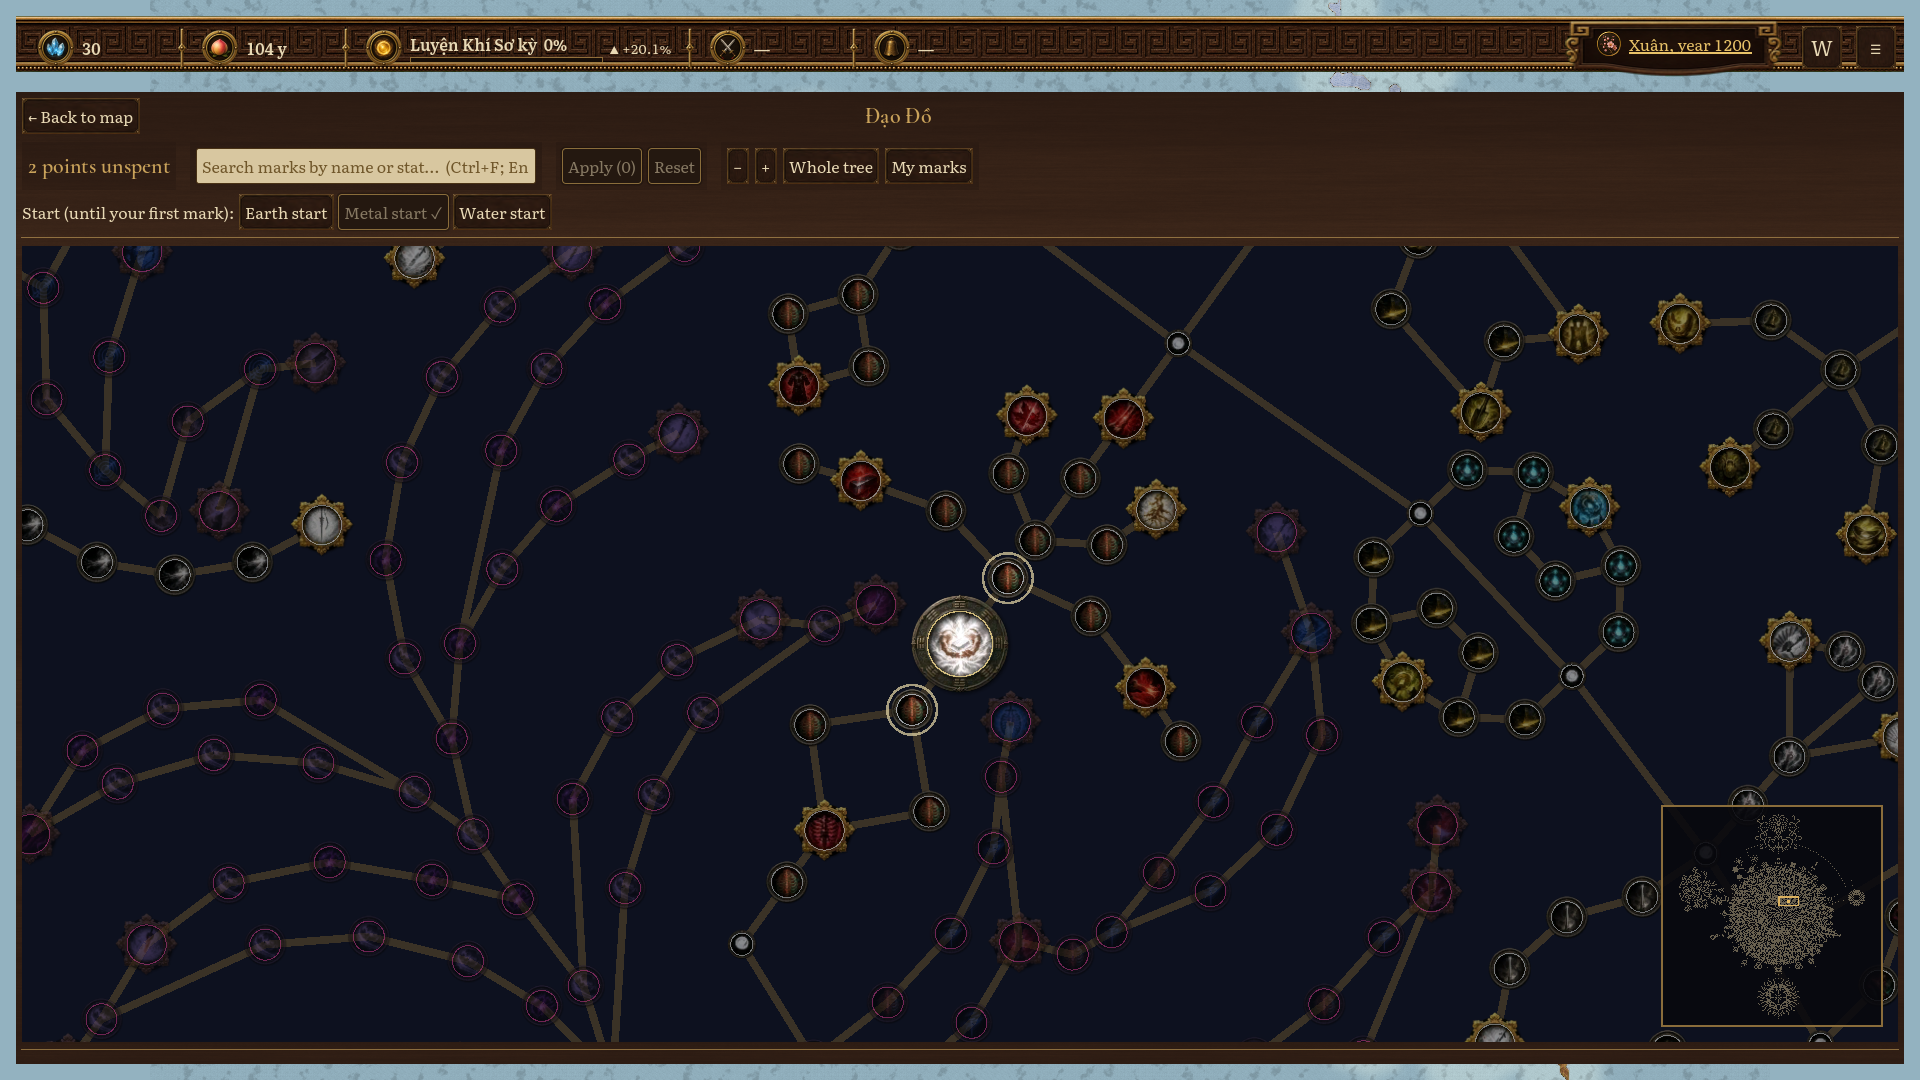 30
104 y
Luyện Khí Sơ kỳ 0%
▲ +20.1%
—
—
Xuân, year 1200
W
☰
← Back to map
Đạo Đồ
2 points unspent
Search marks by name or stat... (Ctrl+F; En
Apply (0)
Reset
−
+
Whole tree
My marks
Start (until your first mark):
Earth start
Metal start ✓
Water start